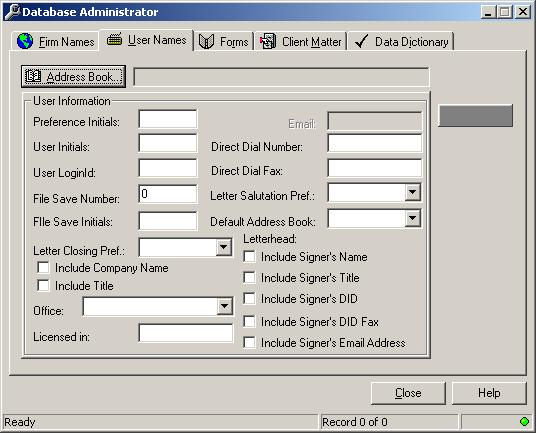 Database Administrator
Firm Names User Names Forms Client Matter Data Dictionary
Address Book...
User Information
Preference Initials: Email:
User Initials: Direct Dial Number:
User LoginId: Direct Dial Fax:
File Save Number: 0 Letter Salutation Pref.:
FIle Save Initials: Default Address Book:
Letter Closing Pref.: Letterhead:
Include Company Name Include Signer's Name
Include Title Include Signer's Title
Office: Include Signer's DID
Include Signer's DID Fax
Licensed in: Include Signer's Email Address
Close Help
Ready Record 0 of 0